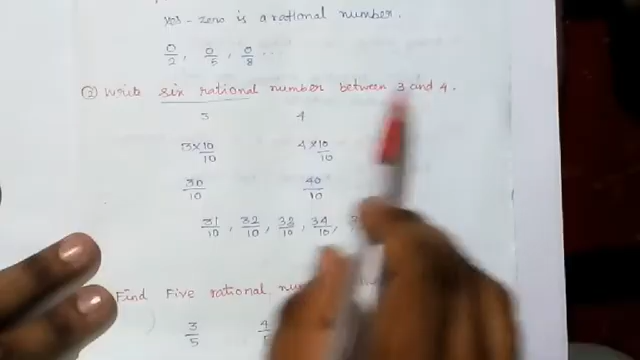 Yes - zero is a rational number.
0/2, 0/5, 0/8 ...
② Write six rational number between 3 and 4.
3 4
3×10/10 4×10/10
30/10 40/10
31/10, 32/10, 33/10, 34/10, 3
Find Five rational
3/5 4/